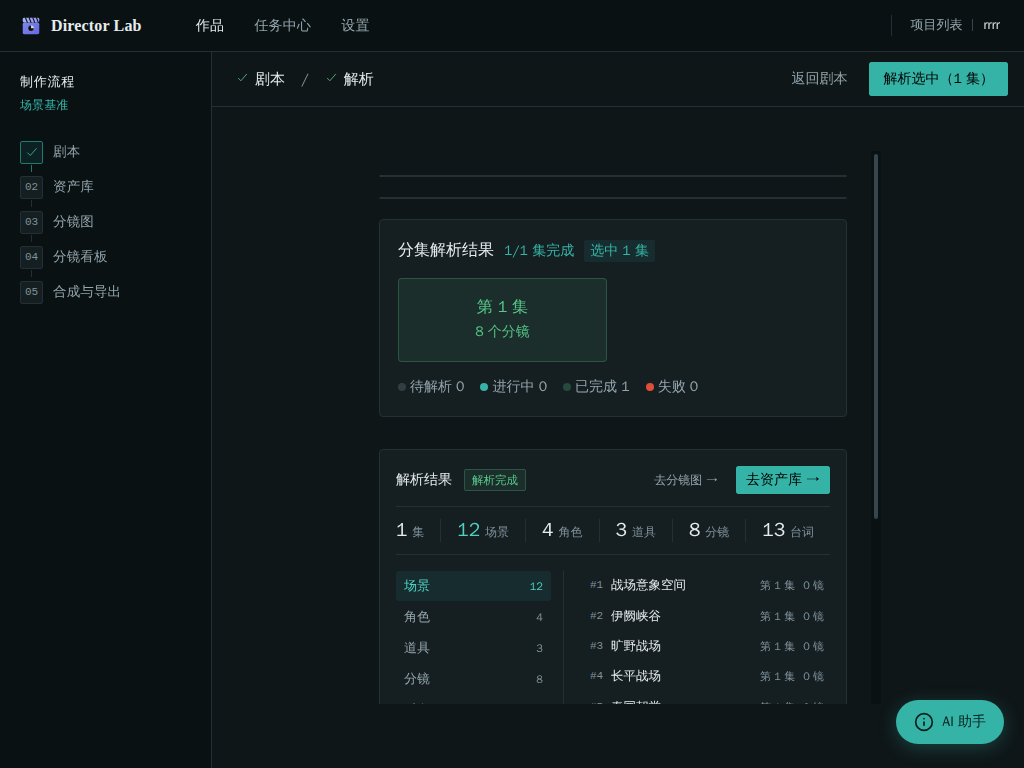 Director Lab
作品
任务中心
设置
项目列表
rrrr
制作流程
场景基准
剧本
02 资产库
03 分镜图
04 分镜看板
05 合成与导出
剧本 / 解析
返回剧本
解析选中（1 集）
分集解析结果 1/1 集完成 选中 1 集
第 1 集
8 个分镜
待解析 0 进行中 0 已完成 1 失败 0
解析结果 解析完成 去分镜图 → 去资产库 →
1 集 12 场景 4 角色 3 道具 8 分镜 13 台词
场景 12
角色 4
道具 3
分镜 8
#1 战场意象空间 第 1 集 0 镜
#2 伊阙峡谷 第 1 集 0 镜
#3 旷野战场 第 1 集 0 镜
#4 长平战场 第 1 集 0 镜
AI 助手